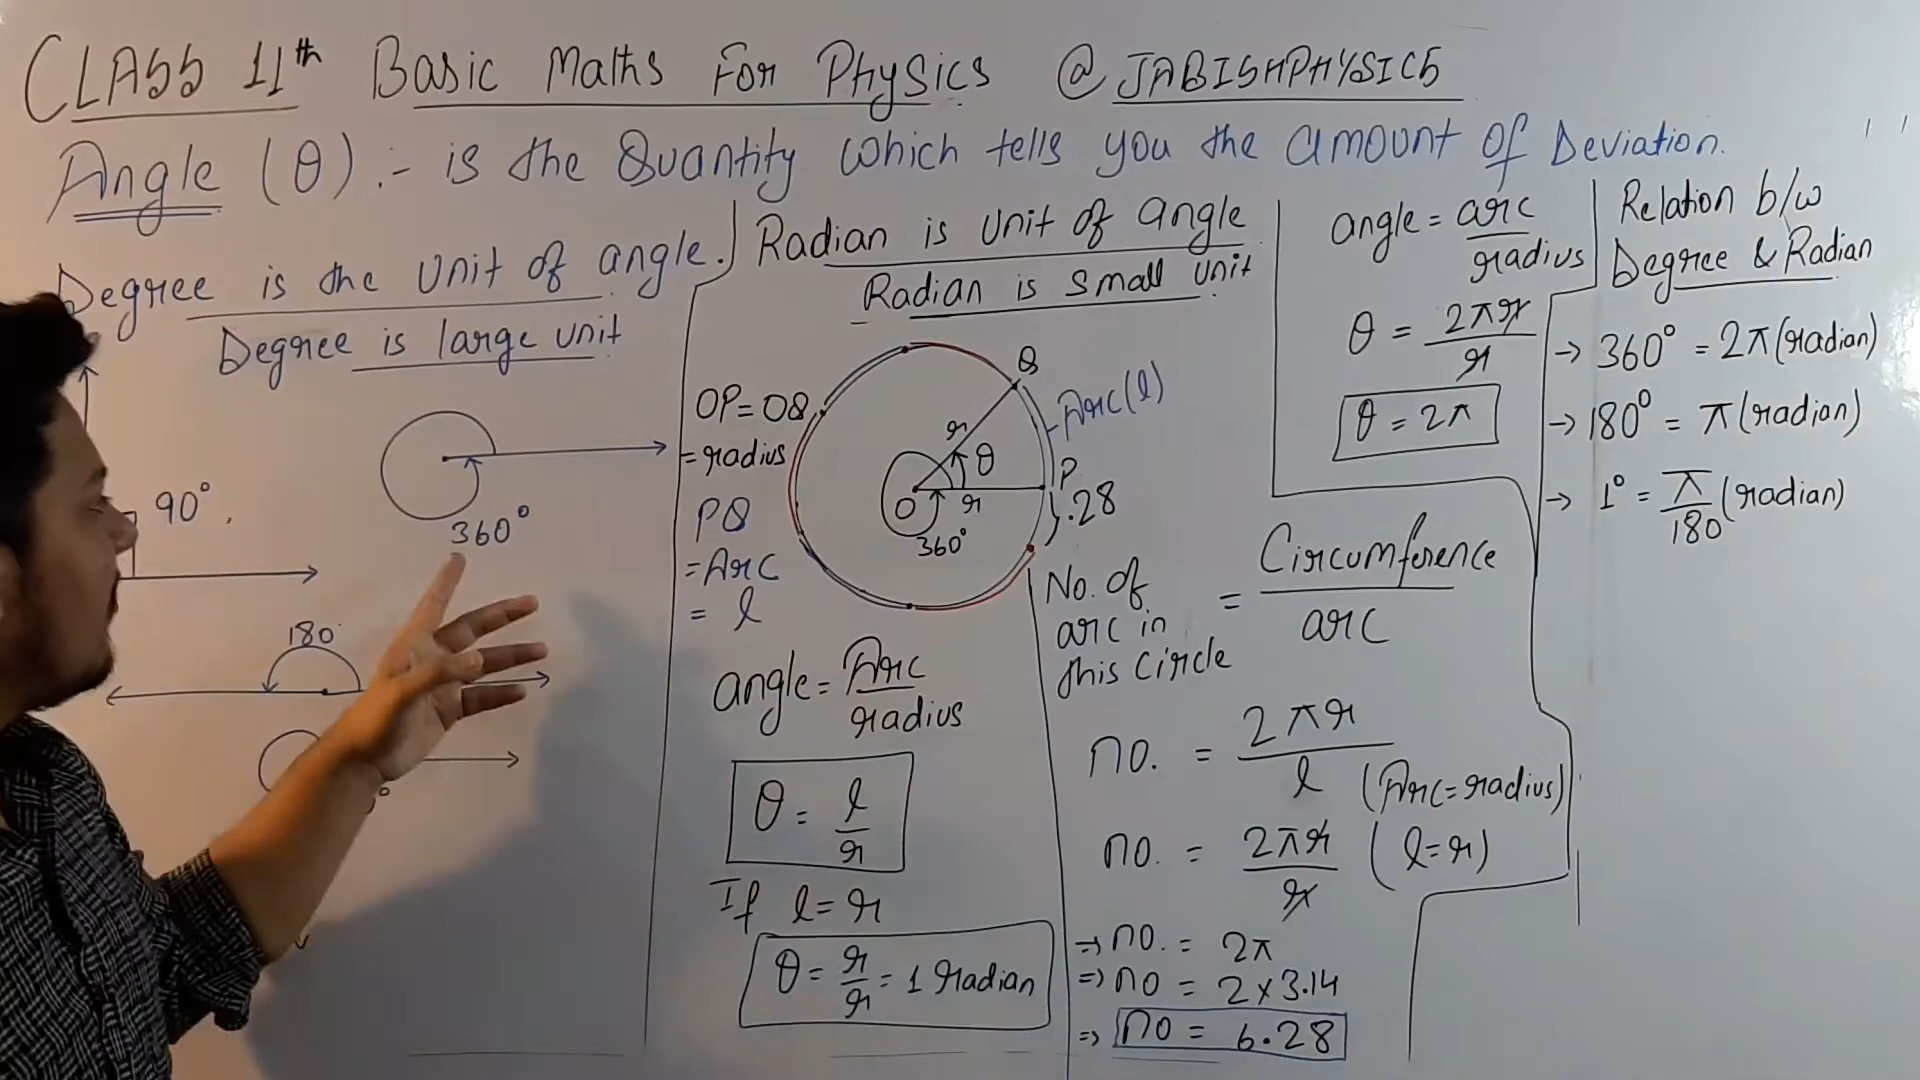 CLASS 11th Basic Maths For Physics @JABISHPHYSICS
Angle (θ) :- is the Quantity which tells you the amount of Deviation.
Degree is the unit of angle.
Degree is large unit
90°
360°
180
Radian is unit of angle
Radian is small unit
OP=OQ
=radius
PQ
=Arc
= l
Q
Arc(l)
r
θ
P
O
r
360°
.28
angle = Arc/radius
θ = l/r
If l=r
θ = r/r = 1 radian
No. of arc in this circle = Circumference/arc
no. = 2πr/l (Arc=radius)
no. = 2πr/r (l=r)
=> no. = 2π
=> no = 2×3.14
=> no = 6.28
angle = arc/radius
θ = 2πr/r
θ = 2π
Relation b/w
Degree & Radian
→ 360° = 2π(radian)
→ 180° = π(radian)
→ 1° = π/180 (radian)